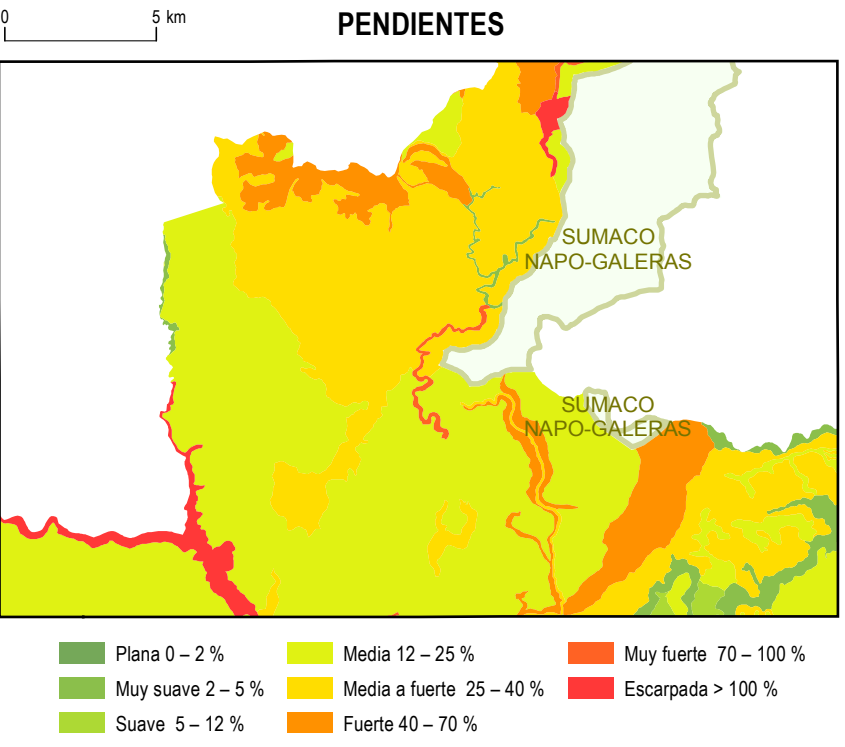 0 5 km
PENDIENTES
SUMACO
NAPO-GALERAS
SUMACO
NAPO-GALERAS
Plana 0 – 2 %
Muy suave 2 – 5 %
Suave 5 – 12 %
Media 12 – 25 %
Media a fuerte 25 – 40 %
Fuerte 40 – 70 %
Muy fuerte 70 – 100 %
Escarpada > 100 %